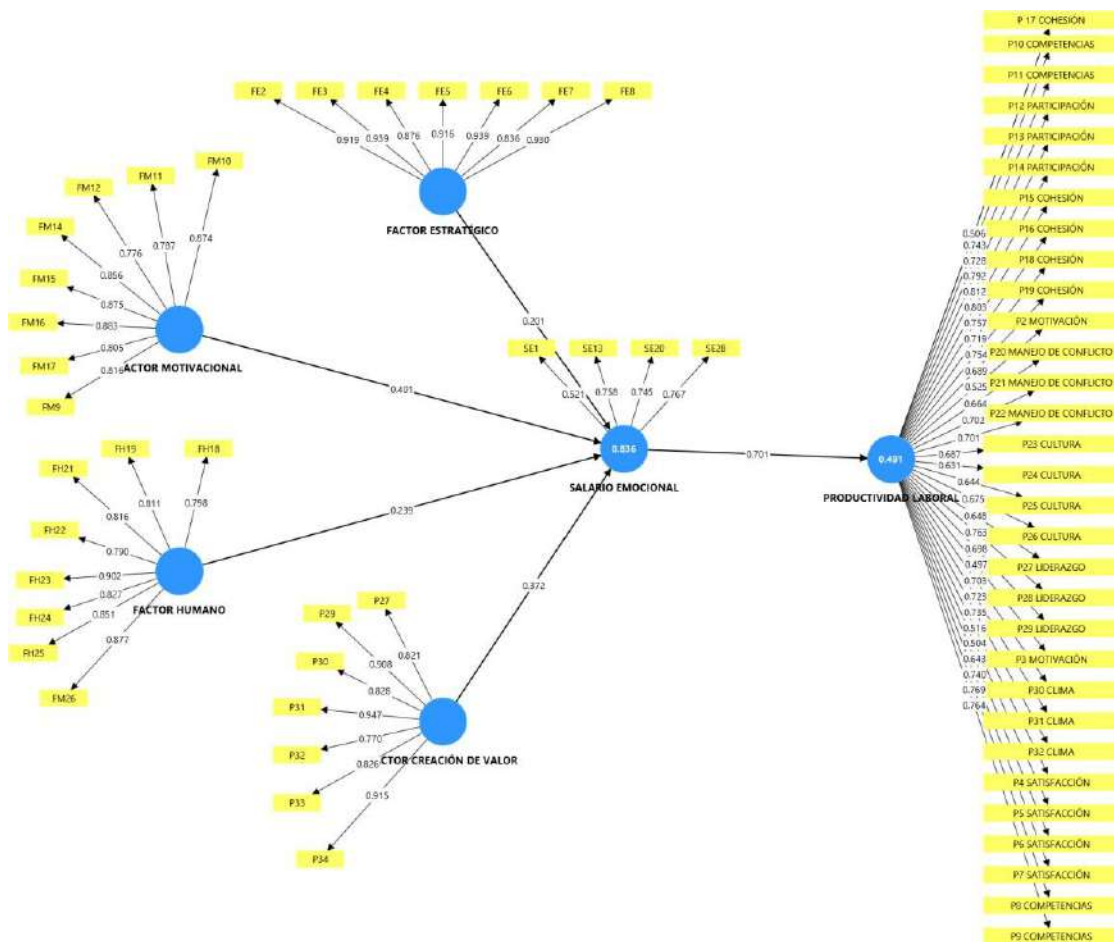 FE2 FE3 FE4 FE5 FE6 FE7 FE8
0.919 0.939 0.876 0.916 0.939 0.836 0.930
FACTOR ESTRATÉGICO
FM14 FM12 FM11 FM10
FM15
FM16
FM17
FM9
0.856 0.776 0.787 0.874
0.875
0.883
0.805
0.816
ACTOR MOTIVACIONAL
0.201
0.401
0.239
0.372
SE1 SE13 SE20 SE28
0.521 0.758 0.745 0.767
0.836
SALARIO EMOCIONAL
0.701
0.491
PRODUCTIVIDAD LABORAL
FH21 FH19 FH18
FH22
FH23
FH24
FH25
FM26
0.816 0.811 0.798
0.790
0.902
0.827
0.851
0.877
FACTOR HUMANO
P29 P27
P30
P31
P32
P33
P34
0.908 0.821
0.828
0.947
0.770
0.826
0.915
CTOR CREACIÓN DE VALOR
0.506
0.743
0.728
0.792
0.812
0.803
0.757
0.719
0.754
0.689
0.525
0.664
0.702
0.701
0.687
0.631
0.644
0.675
0.648
0.763
0.698
0.497
0.703
0.723
0.735
0.516
0.504
0.643
0.740
0.769
0.764
P 17 COHESIÓN
P10 COMPETENCIAS
P11 COMPETENCIAS
P12 PARTICIPACIÓN
P13 PARTICIPACIÓN
P14 PARTICIPACIÓN
P15 COHESIÓN
P16 COHESIÓN
P18 COHESIÓN
P19 COHESIÓN
P2 MOTIVACIÓN
P20 MANEJO DE CONFLICTO
P21 MANEJO DE CONFLICTO
P22 MANEJO DE CONFLICTO
P23 CULTURA
P24 CULTURA
P25 CULTURA
P26 CULTURA
P27 LIDERAZGO
P28 LIDERAZGO
P29 LIDERAZGO
P3 MOTIVACIÓN
P30 CLIMA
P31 CLIMA
P32 CLIMA
P4 SATISFACCIÓN
P5 SATISFACCIÓN
P6 SATISFACCIÓN
P7 SATISFACCIÓN
P8 COMPETENCIAS
P9 COMPETENCIAS